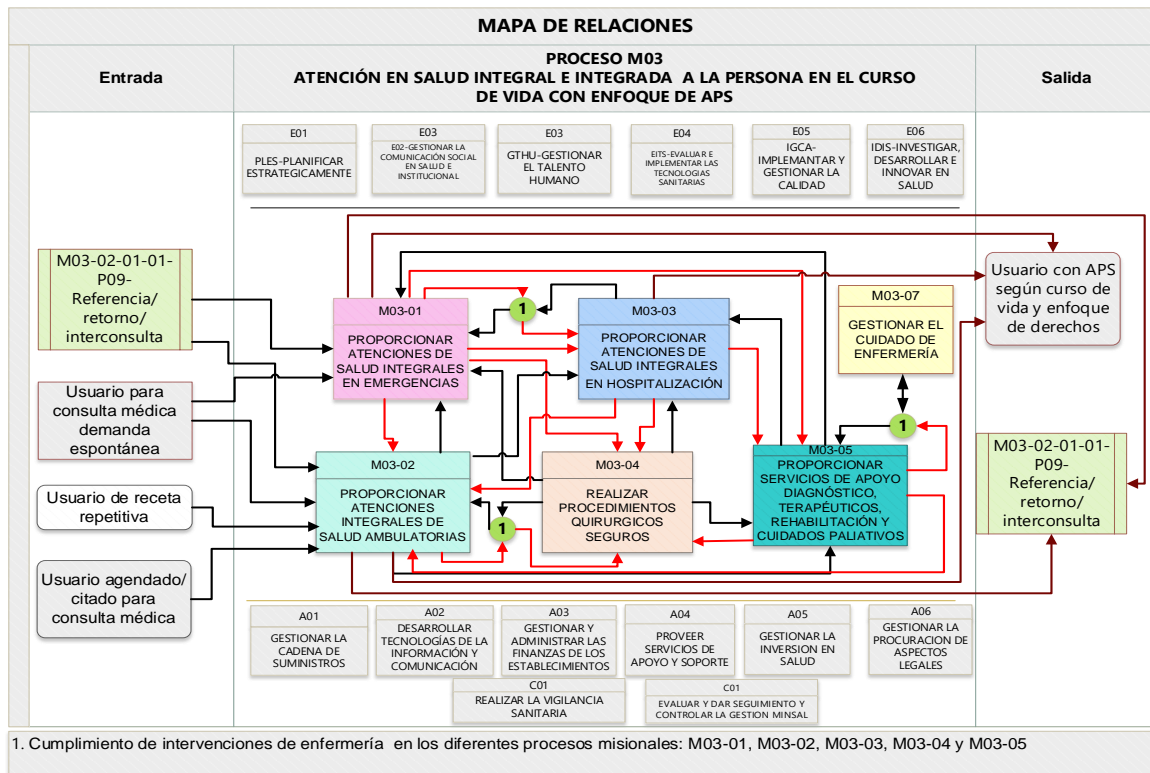 MAPA DE RELACIONES
Entrada
PROCESO M03
ATENCIÓN EN SALUD INTEGRAL E INTEGRADA A LA PERSONA EN EL CURSO
DE VIDA CON ENFOQUE DE APS
Salida
E01
PLES-PLANIFICAR
ESTRATEGICAMENTE
E03
E02-GESTIONAR LA
COMUNICACIÓN SOCIAL
EN SALUD E
INSTITUCIONAL
E03
GTHU-GESTIONAR
EL TALENTO
HUMANO
E04
EITS-EVALUAR E
IMPLEMENTAR LAS
TECNOLOGIAS
SANITARIAS
E05
IGCA-
IMPLEMANTAR Y
GESTIONAR LA
CALIDAD
E06
IDIS-INVESTIGAR,
DESARROLLAR E
INNOVAR EN
SALUD
M03-02-01-01-
P09-
Referencia/
retorno/
interconsulta
Usuario para
consulta médica
demanda
espontánea
Usuario de receta
repetitiva
Usuario agendado/
citado para
consulta médica
M03-01
PROPORCIONAR
ATENCIONES DE
SALUD INTEGRALES
EN EMERGENCIAS
1
M03-03
PROPORCIONAR
ATENCIONES DE
SALUD INTEGRALES
EN HOSPITALIZACIÓN
M03-07
GESTIONAR EL
CUIDADO DE
ENFERMERÍA
1
M03-02
PROPORCIONAR
ATENCIONES
INTEGRALES DE
SALUD AMBULATORIAS
1
M03-04
REALIZAR
PROCEDIMIENTOS
QUIRURGICOS
SEGUROS
M03-05
PROPORCIONAR
SERVICIOS DE APOYO
DIAGNÓSTICO,
TERAPÉUTICOS,
REHABILITACIÓN Y
CUIDADOS PALIATIVOS
Usuario con APS
según curso de
vida y enfoque
de derechos
M03-02-01-01-
P09-
Referencia/
retorno/
interconsulta
A01
GESTIONAR LA
CADENA DE
SUMINISTROS
A02
DESARROLLAR
TECNOLOGÍAS DE LA
INFORMACIÓN Y
COMUNICACIÓN
A03
GESTIONAR Y
ADMINISTRAR LAS
FINANZAS DE LOS
ESTABLECIMIENTOS
A04
PROVEER
SERVICIOS DE
APOYO Y SOPORTE
A05
GESTIONAR LA
INVERSION EN
SALUD
A06
GESTIONAR LA
PROCURACION DE
ASPECTOS
LEGALES
C01
REALIZAR LA VIGILANCIA
SANITARIA
C01
EVALUAR Y DAR SEGUIMIENTO Y
CONTROLAR LA GESTION MINSAL
1. Cumplimiento de intervenciones de enfermería en los diferentes procesos misionales: M03-01, M03-02, M03-03, M03-04 y M03-05